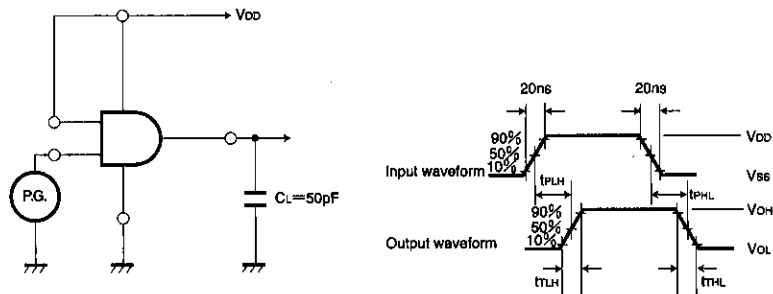 VDD
P.G.
CL=50pF
20ns 20ns
90%
50%
10%
Input waveform
VDD
VSS
tPLH
tPHL
90%
50%
10%
Output waveform
VOH
VOL
tTLH
tTHL